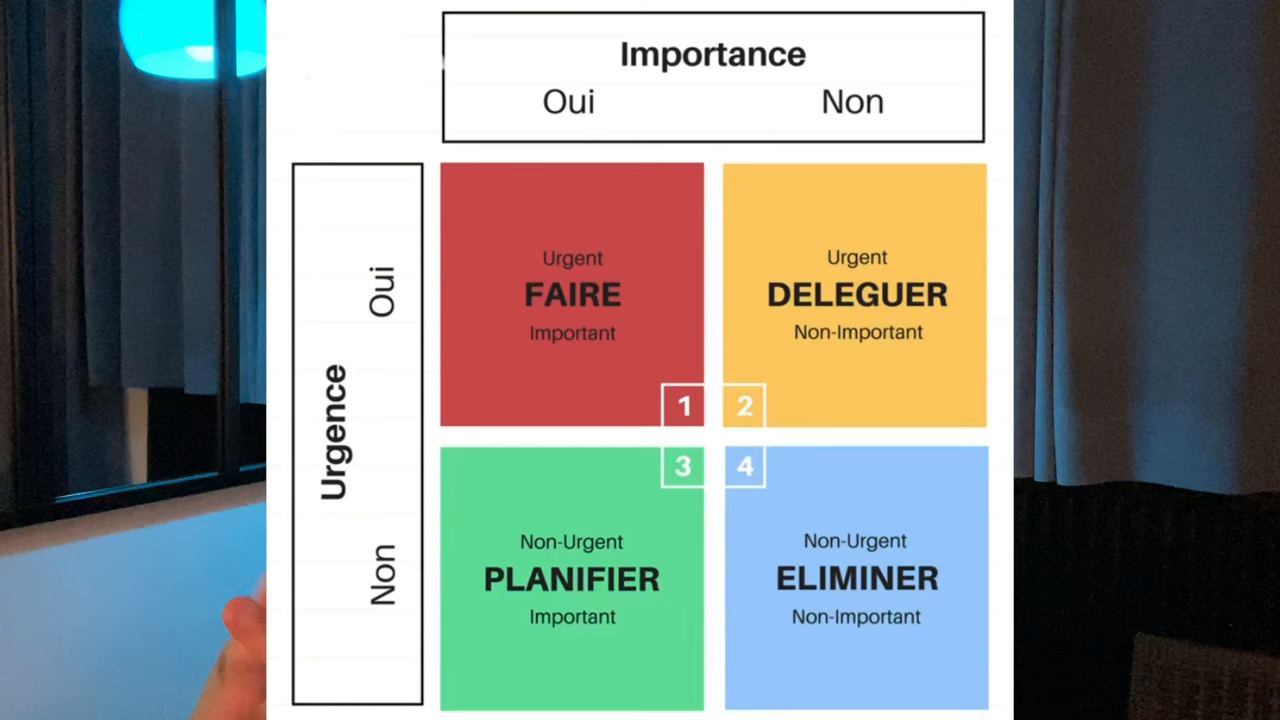 Importance
Oui Non
Urgence
Oui
Non
Urgent
FAIRE
Important
1
Urgent
DELEGUER
Non-Important
2
3
Non-Urgent
PLANIFIER
Important
4
Non-Urgent
ELIMINER
Non-Important